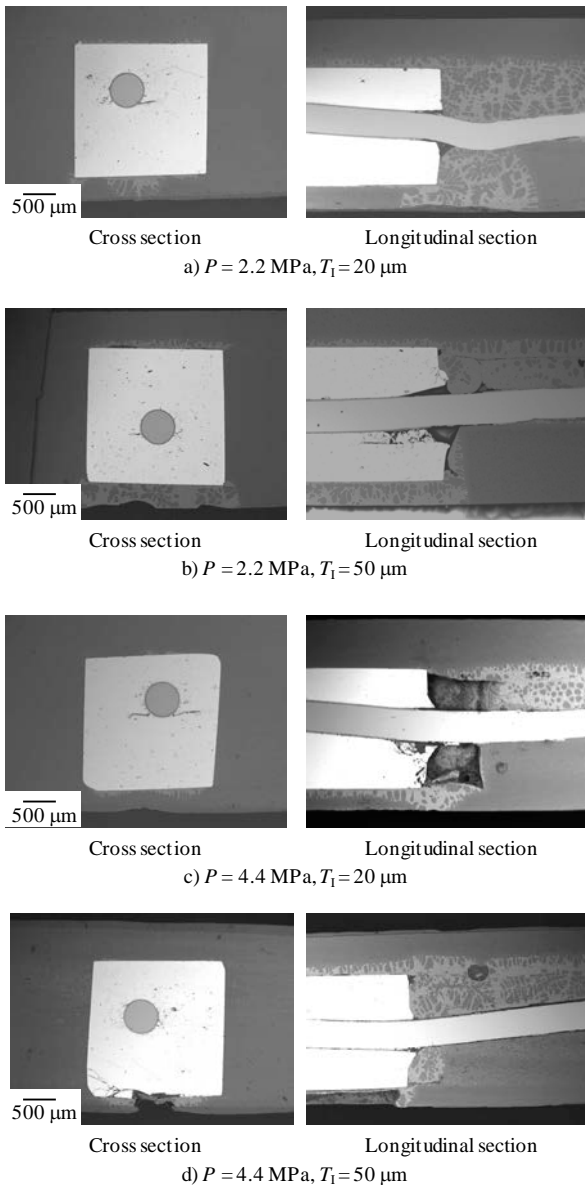 500 μm
Cross section Longitudinal section
a) P = 2.2 MPa, T_I = 20 μm
500 μm
Cross section Longitudinal section
b) P = 2.2 MPa, T_I = 50 μm
500 μm
Cross section Longitudinal section
c) P = 4.4 MPa, T_I = 20 μm
500 μm
Cross section Longitudinal section
d) P = 4.4 MPa, T_I = 50 μm